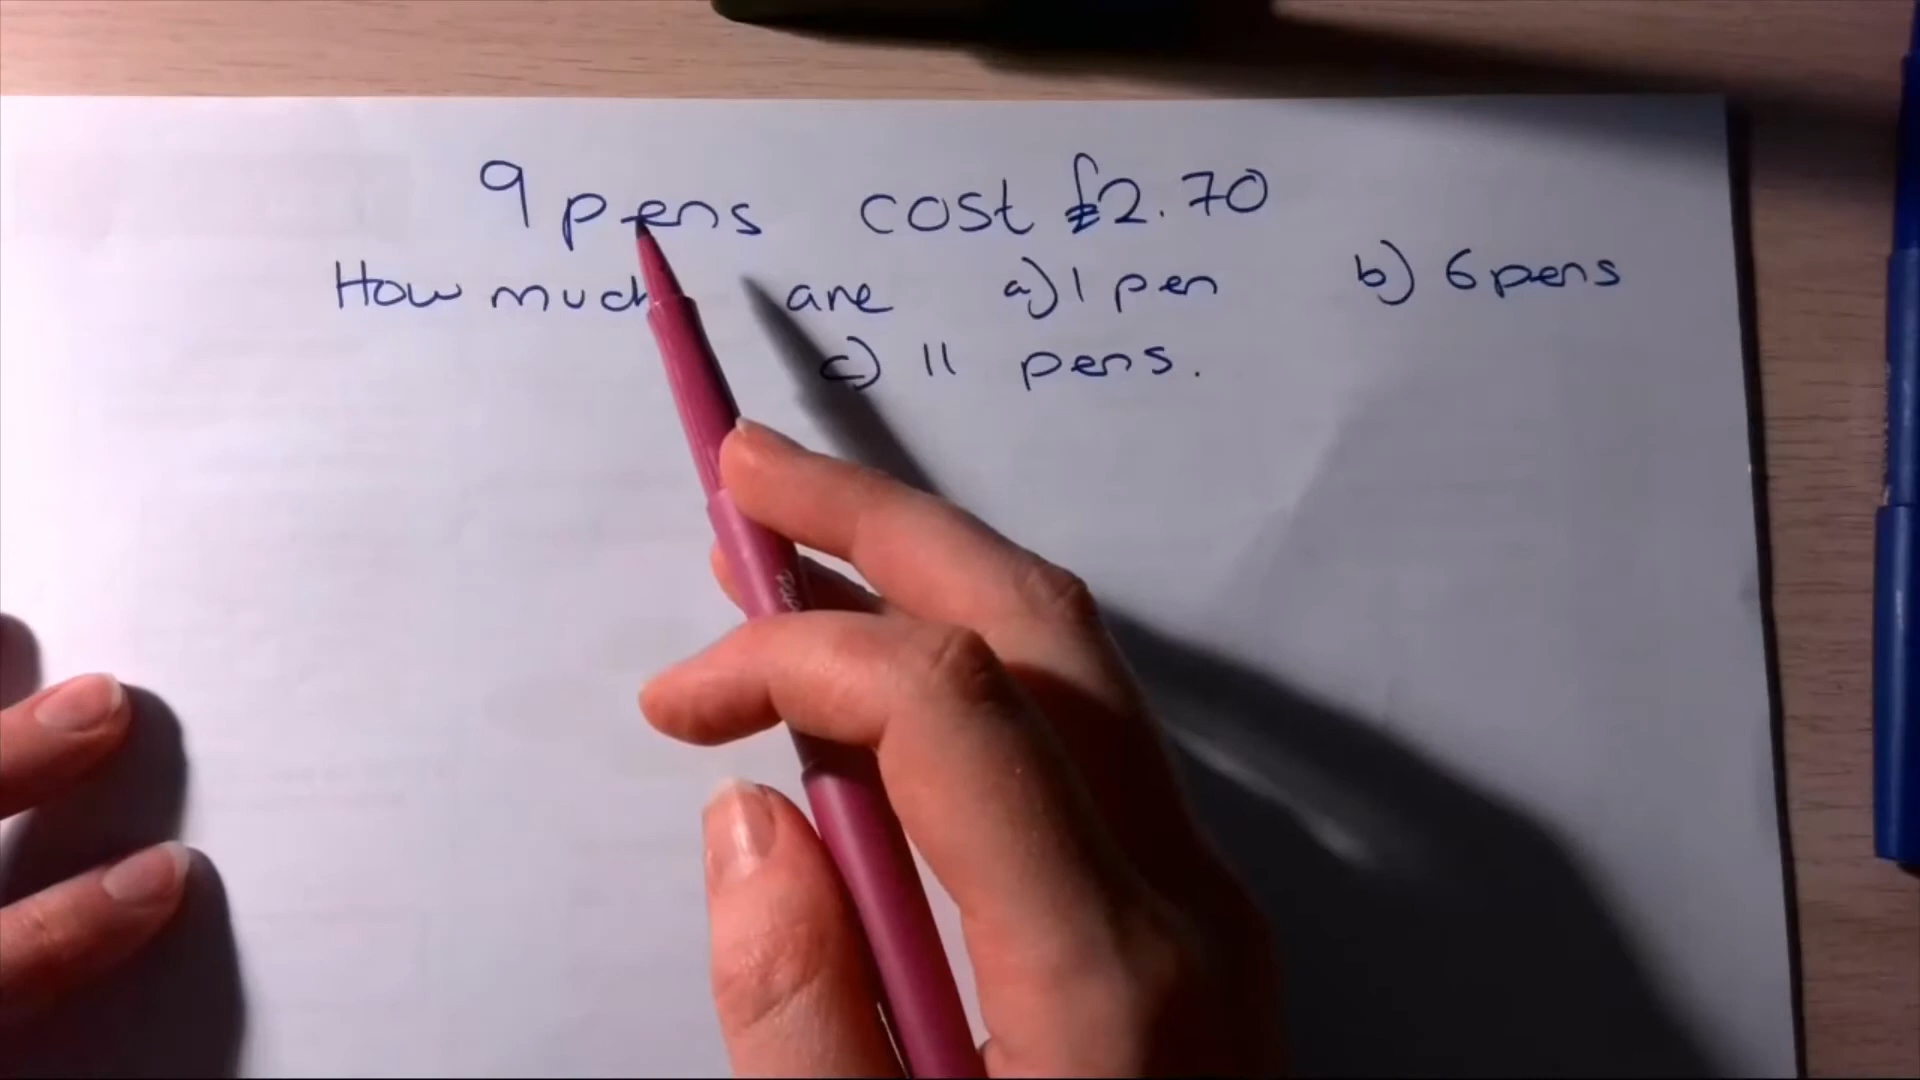 9 pens cost £2.70
How much are a) 1 pen b) 6 pens
c) 11 pens.